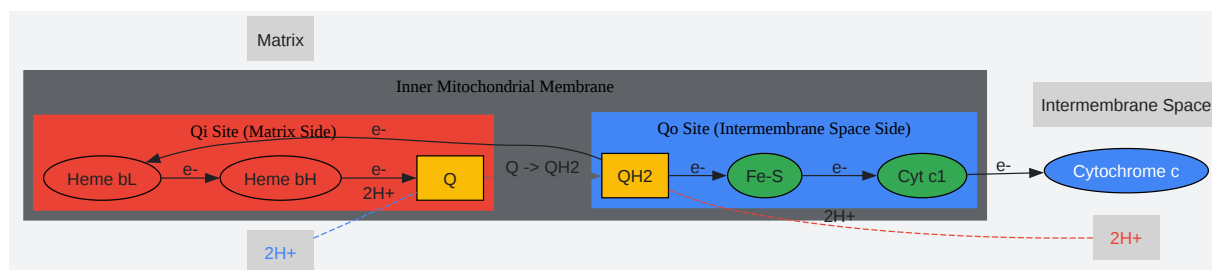 Matrix
Inner Mitochondrial Membrane
Intermembrane Space
Qi Site (Matrix Side)
e-
Qo Site (Intermembrane Space Side)
Heme bL
e-
Heme bH
e-
2H+
Q
Q -> QH2
QH2
e-
Fe-S
e-
Cyt c1
e-
Cytochrome c
2H+
2H+
2H+